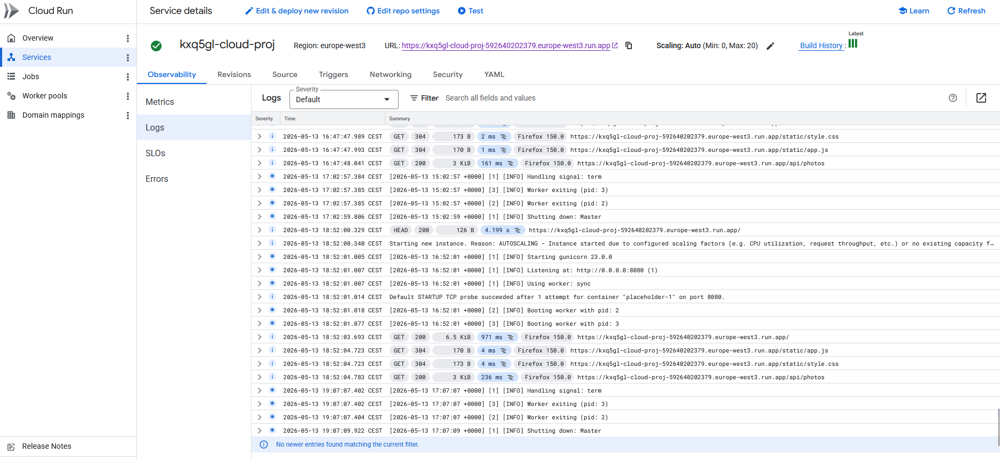 Cloud Run
Service details
Edit & deploy new revision
Edit repo settings
Test
Learn
Refresh
Overview
Services
Jobs
Worker pools
Domain mappings
Release Notes
kxq5gl-cloud-proj
Region: europe-west3
URL: https://kxq5gl-cloud-proj-592640202379.europe-west3.run.app
Scaling: Auto (Min: 0, Max: 20)
Build History :
Latest
Observability
Revisions
Source
Triggers
Networking
Security
YAML
Metrics
Logs
SLOs
Errors
Logs
Severity
Default
Filter
Search all fields and values
Severity Time Summary
2026-05-13 16:47:47.989 CEST GET 304 173 B 2 ms Firefox 150.0 https://kxq5gl-cloud-proj-592640202379.europe-west3.run.app/static/style.css
2026-05-13 16:47:47.993 CEST GET 304 170 B 1 ms Firefox 150.0 https://kxq5gl-cloud-proj-592640202379.europe-west3.run.app/static/app.js
2026-05-13 16:47:48.041 CEST GET 200 3 KiB 161 ms Firefox 150.0 https://kxq5gl-cloud-proj-592640202379.europe-west3.run.app/api/photos
2026-05-13 17:02:57.384 CEST [2026-05-13 15:02:57 +0000] [1] [INFO] Handling signal: term
2026-05-13 17:02:57.385 CEST [2026-05-13 15:02:57 +0000] [3] [INFO] Worker exiting (pid: 3)
2026-05-13 17:02:57.385 CEST [2026-05-13 15:02:57 +0000] [2] [INFO] Worker exiting (pid: 2)
2026-05-13 17:02:59.806 CEST [2026-05-13 15:02:59 +0000] [1] [INFO] Shutting down: Master
2026-05-13 18:52:00.329 CEST HEAD 200 126 B 4.199 s https://kxq5gl-cloud-proj-592640202379.europe-west3.run.app/
2026-05-13 18:52:00.340 CEST Starting new instance. Reason: AUTOSCALING - Instance started due to configured scaling factors (e.g. CPU utilization, request throughput, etc.) or no existing capacity f…
2026-05-13 18:52:01.005 CEST [2026-05-13 16:52:01 +0000] [1] [INFO] Starting gunicorn 23.0.0
2026-05-13 18:52:01.007 CEST [2026-05-13 16:52:01 +0000] [1] [INFO] Listening at: http://0.0.0.0:8080 (1)
2026-05-13 18:52:01.007 CEST [2026-05-13 16:52:01 +0000] [1] [INFO] Using worker: sync
2026-05-13 18:52:01.014 CEST Default STARTUP TCP probe succeeded after 1 attempt for container "placeholder-1" on port 8080.
2026-05-13 18:52:01.018 CEST [2026-05-13 16:52:01 +0000] [2] [INFO] Booting worker with pid: 2
2026-05-13 18:52:01.077 CEST [2026-05-13 16:52:01 +0000] [3] [INFO] Booting worker with pid: 3
2026-05-13 18:52:03.693 CEST GET 200 6.5 KiB 971 ms Firefox 150.0 https://kxq5gl-cloud-proj-592640202379.europe-west3.run.app/
2026-05-13 18:52:04.723 CEST GET 304 170 B 4 ms Firefox 150.0 https://kxq5gl-cloud-proj-592640202379.europe-west3.run.app/static/app.js
2026-05-13 18:52:04.723 CEST GET 304 173 B 4 ms Firefox 150.0 https://kxq5gl-cloud-proj-592640202379.europe-west3.run.app/static/style.css
2026-05-13 18:52:04.783 CEST GET 200 3 KiB 236 ms Firefox 150.0 https://kxq5gl-cloud-proj-592640202379.europe-west3.run.app/api/photos
2026-05-13 19:07:07.402 CEST [2026-05-13 17:07:07 +0000] [1] [INFO] Handling signal: term
2026-05-13 19:07:07.402 CEST [2026-05-13 17:07:07 +0000] [3] [INFO] Worker exiting (pid: 3)
2026-05-13 19:07:07.404 CEST [2026-05-13 17:07:07 +0000] [2] [INFO] Worker exiting (pid: 2)
2026-05-13 19:07:09.922 CEST [2026-05-13 17:07:09 +0000] [1] [INFO] Shutting down: Master
No newer entries found matching the current filter.